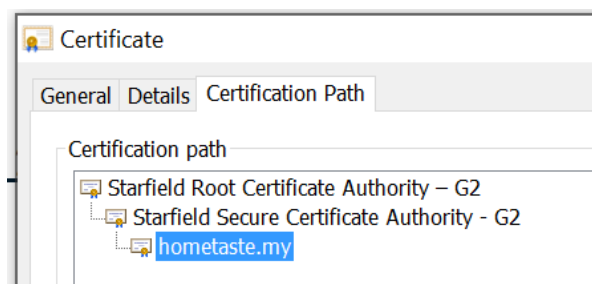 Certificate
General Details Certification Path
Certification path
Starfield Root Certificate Authority – G2
Starfield Secure Certificate Authority - G2
hometaste.my